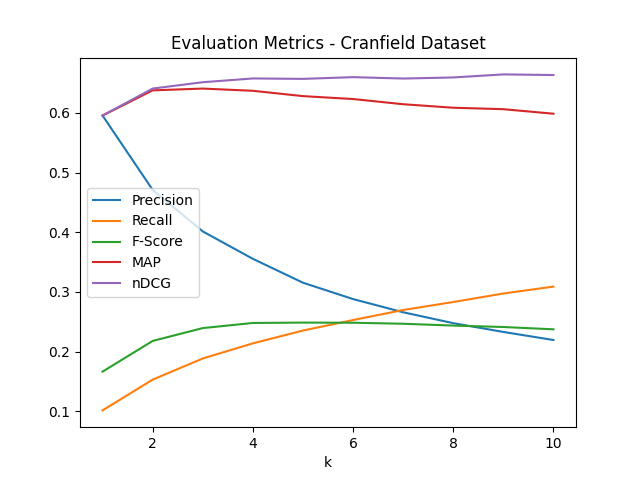 Evaluation Metrics - Cranfield Dataset
0.6
0.5
0.4
0.3
0.2
0.1
Precision
Recall
F-Score
MAP
nDCG
2 4 6 8 10
k